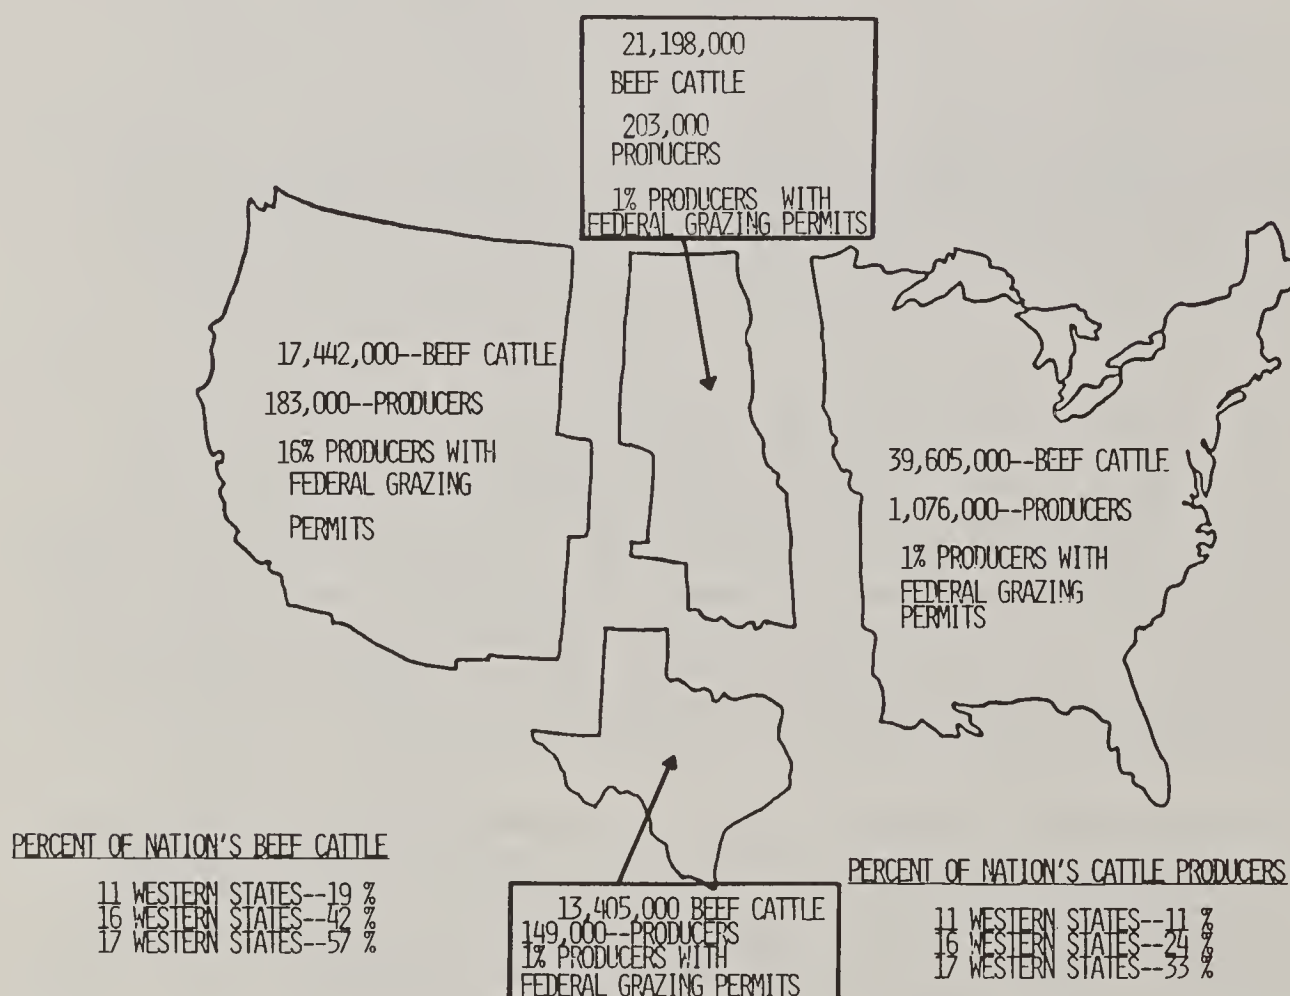 21,198,000
BEEF CATTLE
203,000
PRODUCERS
1% PRODUCERS WITH
FEDERAL GRAZING PERMITS
17,442,000--BEEF CATTLE
183,000--PRODUCERS
16% PRODUCERS WITH
FEDERAL GRAZING
PERMITS
39,605,000--BEEF CATTLE
1,076,000--PRODUCERS
1% PRODUCERS WITH
FEDERAL GRAZING
PERMITS
PERCENT OF NATION'S BEEF CATTLE
11 WESTERN STATES--19 %
16 WESTERN STATES--42 %
17 WESTERN STATES--57 %
13,405,000 BEEF CATTLE
149,000--PRODUCERS
1% PRODUCERS WITH
FEDERAL GRAZING PERMITS
PERCENT OF NATION'S CATTLE PRODUCERS
11 WESTERN STATES--11 %
16 WESTERN STATES--24 %
17 WESTERN STATES--33 %